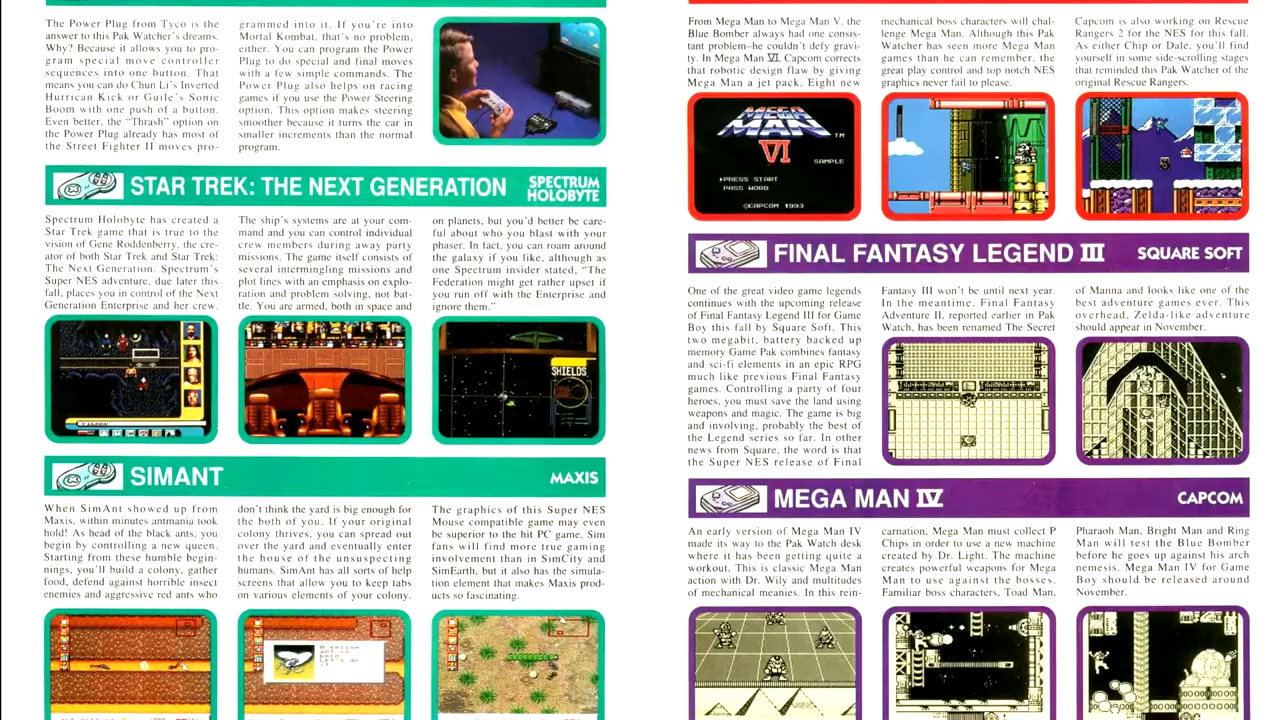 The Power Plug from Tyco is the
answer to this Pak Watcher's dreams.
Why? Because it allows you to pro-
gram special move controller
sequences into one button. That
means you can do Chun Li's Inverted
Hurrican Kick or Guile's Sonic
Boom with one push of a button.
Even better, the "Thrash" option on
the Power Plug already has most of
the Street Fighter II moves pro-
grammed into it. If you're into
Mortal Kombat, that's no problem,
either. You can program the Power
Plug to do special and final moves
with a few simple commands. The
Power Plug also helps on racing
games if you use the Power Steering
option. This option makes steering
smoother because it turns the car in
smaller increments than the normal
program.
STAR TREK: THE NEXT GENERATION
SPECTRUM
HOLOBYTE
Spectrum Holobyte has created a
Star Trek game that is true to the
vision of Gene Roddenberry, the cre-
ator of both Star Trek and Star Trek:
The Next Generation. Spectrum's
Super NES adventure, due later this
fall, places you in control of the Next
Generation Enterprise and her crew.
The ship's systems are at your com-
mand and you can control individual
crew members during away party
missions. The game itself consists of
several intermingling missions and
plot lines with an emphasis on explo-
ration and problem solving, not bat-
tle. You are armed, both in space and
on planets, but you'd better be care-
ful about who you blast with your
phaser. In fact, you can roam around
the galaxy if you like, although as
one Spectrum insider stated, "The
Federation might get rather upset if
you run off with the Enterprise and
ignore them."
SHIELDS
SIMANT
MAXIS
When SimAnt showed up from
Maxis, within minutes antmania took
hold! As head of the black ants, you
begin by controlling a new queen.
Starting from these humble begin-
nings, you'll build a colony, gather
food, defend against horrible insect
enemies and aggressive red ants who
don't think the yard is big enough for
the both of you. If your original
colony thrives, you can spread out
over the yard and eventually enter
the house of the unsuspecting
humans. SimAnt has all sorts of help
screens that allow you to keep tabs
on various elements of your colony.
The graphics of this Super NES
Mouse compatible game may even
be superior to the hit PC game. Sim
fans will find more true gaming
involvement than in SimCity and
SimEarth, but it also has the simula-
tion element that makes Maxis prod-
ucts so fascinating.
From Mega Man to Mega Man V, the
Blue Bomber always had one consis-
tant problem–he couldn't defy gravi-
ty. In Mega Man VI, Capcom corrects
that robotic design flaw by giving
Mega Man a jet pack. Eight new
mechanical boss characters will chal-
lenge Mega Man. Although this Pak
Watcher has seen more Mega Man
games than he can remember, the
great play control and top notch NES
graphics never fail to please.
Capcom is also working on Rescue
Rangers 2 for the NES for this fall.
As either Chip or Dale, you'll find
yourself in some side-scrolling stages
that reminded this Pak Watcher of the
original Rescue Rangers.
MEGA
MAN TM
VI
SAMPLE
PRESS START
PASS WORD
©CAPCOM 1993
FINAL FANTASY LEGEND III
SQUARE SOFT
One of the great video game legends
continues with the upcoming release
of Final Fantasy Legend III for Game
Boy this fall by Square Soft. This
two megabit, battery backed up
memory Game Pak combines fantasy
and sci-fi elements in an epic RPG
much like previous Final Fantasy
games. Controlling a party of four
heroes, you must save the land using
weapons and magic. The game is big
and involving, probably the best of
the Legend series so far. In other
news from Square, the word is that
the Super NES release of Final
Fantasy III won't be until next year.
In the meantime, Final Fantasy
Adventure II, reported earlier in Pak
Watch, has been renamed The Secret
of Manna and looks like one of the
best adventure games ever. This
overhead, Zelda-like adventure
should appear in November.
MEGA MAN IV
CAPCOM
An early version of Mega Man IV
made its way to the Pak Watch desk
where it has been getting quite a
workout. This is classic Mega Man
action with Dr. Wily and multitudes
of mechanical meanies. In this rein-
carnation, Mega Man must collect P
Chips in order to use a new machine
created by Dr. Light. The machine
creates powerful weapons for Mega
Man to use against the bosses.
Familiar boss characters, Toad Man,
Pharaoh Man, Bright Man and Ring
Man will test the Blue Bomber
before he goes up against his arch
nemesis. Mega Man IV for Game
Boy should be released around
November.